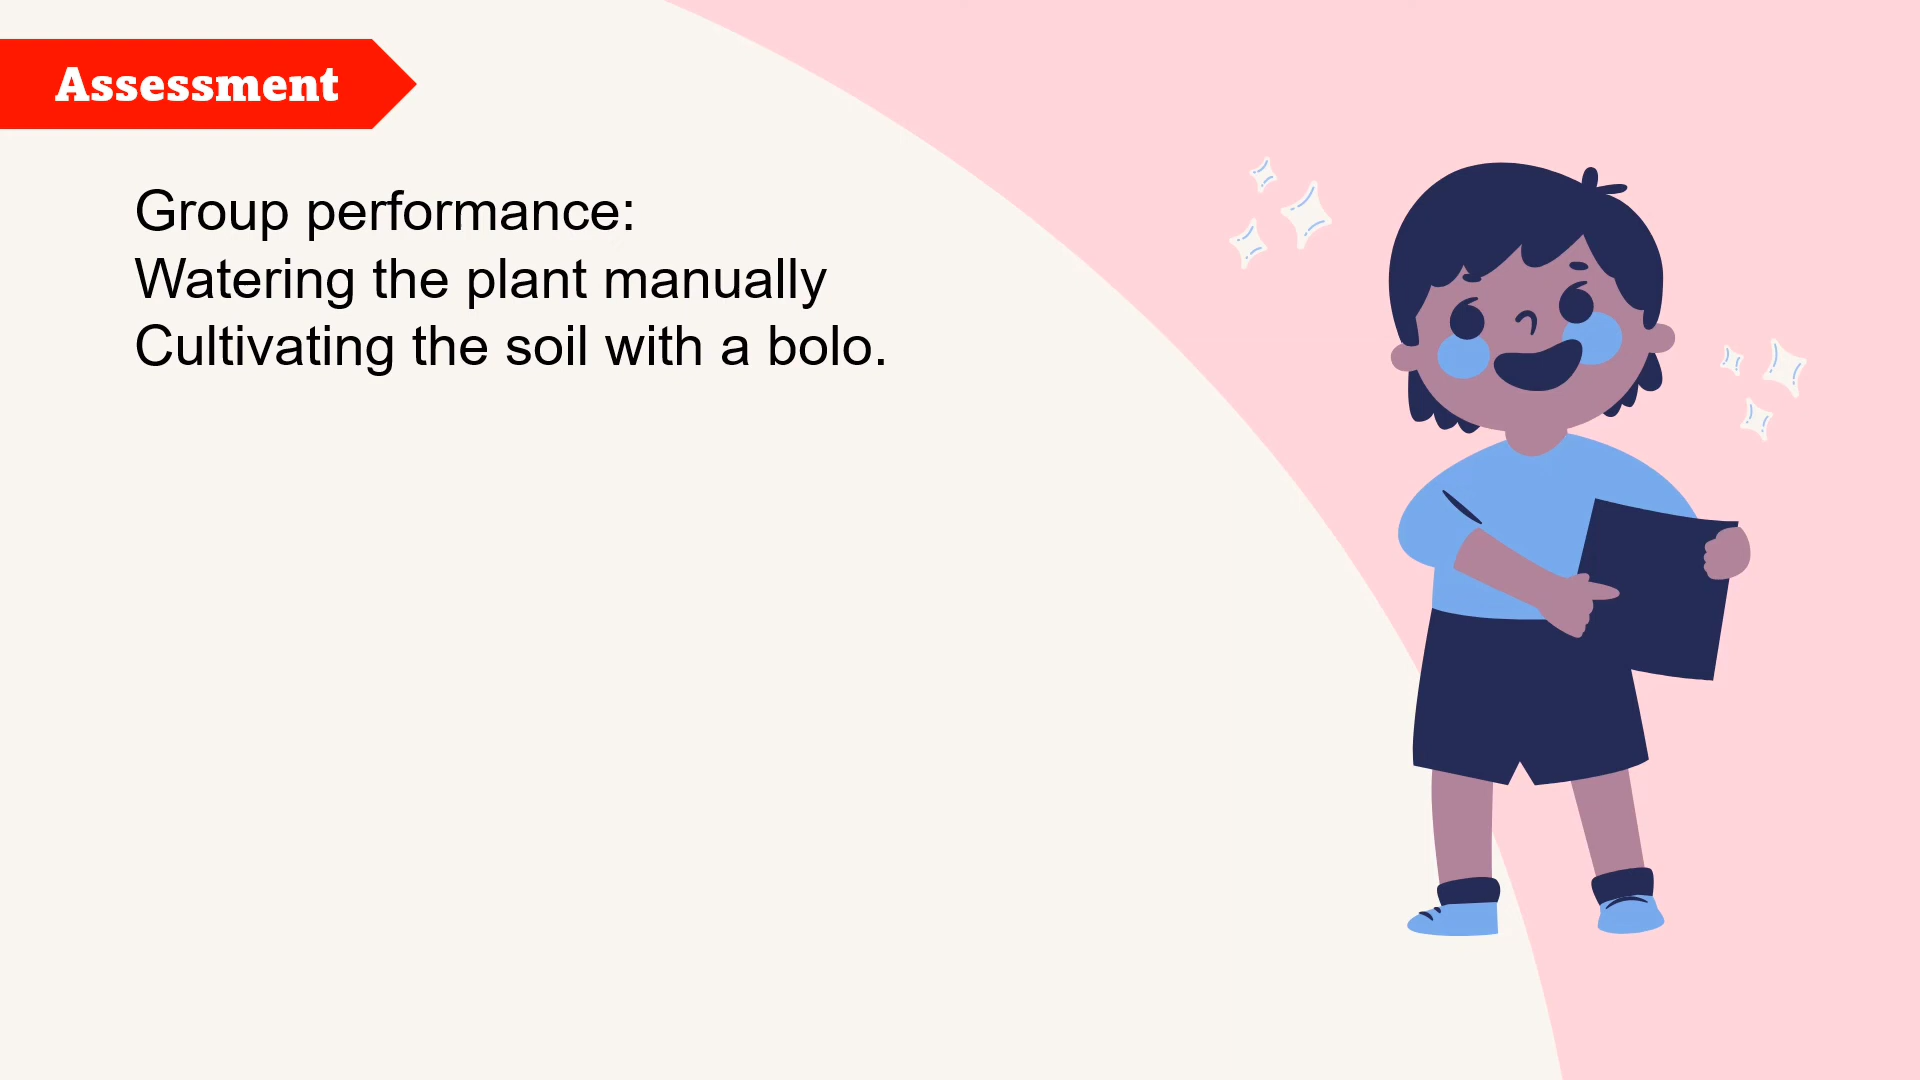 Assessment
Group performance:
Watering the plant manually
Cultivating the soil with a bolo.